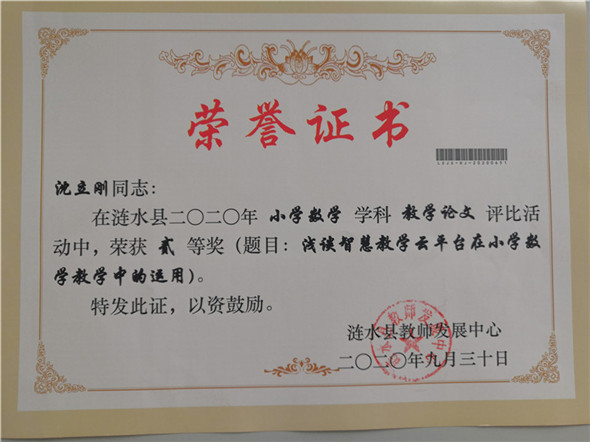 荣誉证书
沈立刚同志:
在涟水县二〇二〇年 小学数学 学科 教学论文 评比活
动中,荣获 贰 等奖(题目:浅谈智慧教学云平台在小学数
学教学中的运用)。
特发此证,以资鼓励。
涟水县教师发展中心
二〇二〇年九月三十日